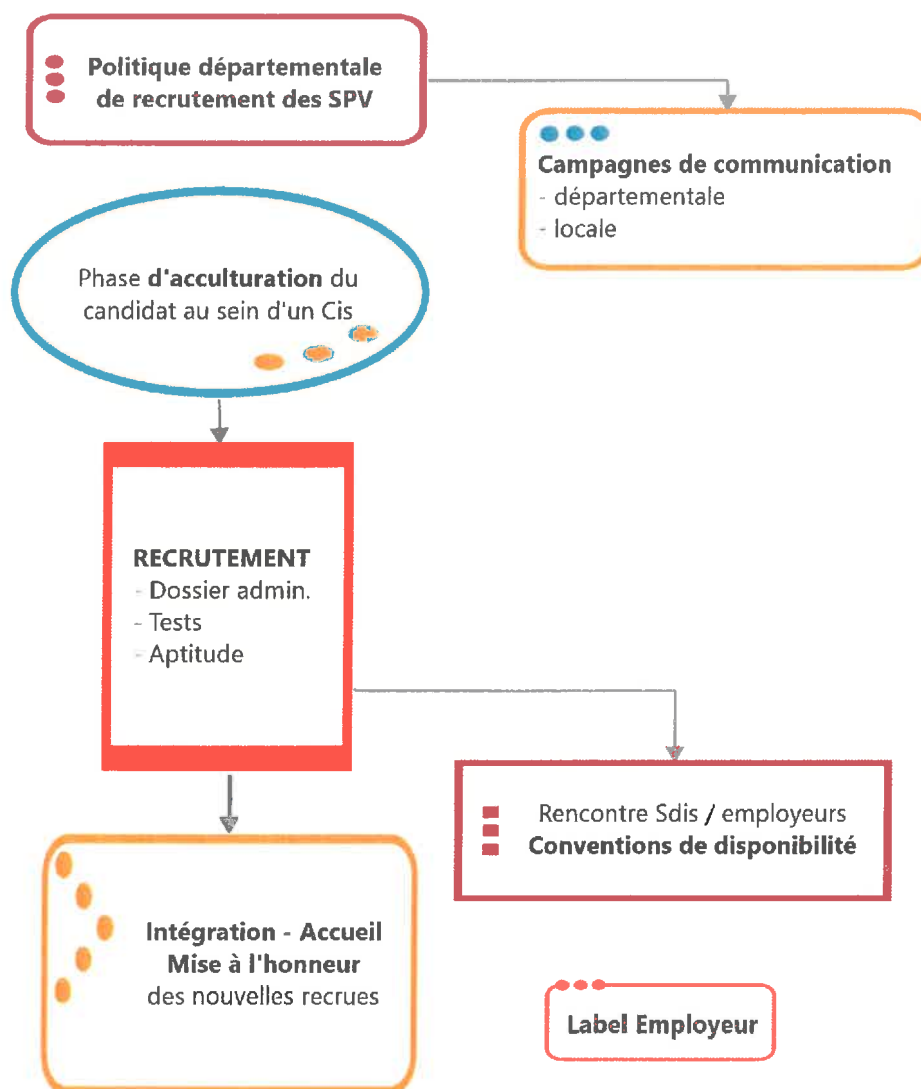 Politique départementale
de recrutement des SPV
Campagnes de communication
- départementale
- locale
Phase d'acculturation du
candidat au sein d'un Cis
RECRUTEMENT
- Dossier admin.
- Tests
- Aptitude
Rencontre Sdis / employeurs
Conventions de disponibilité
Intégration - Accueil
Mise à l'honneur
des nouvelles recrues
Label Employeur